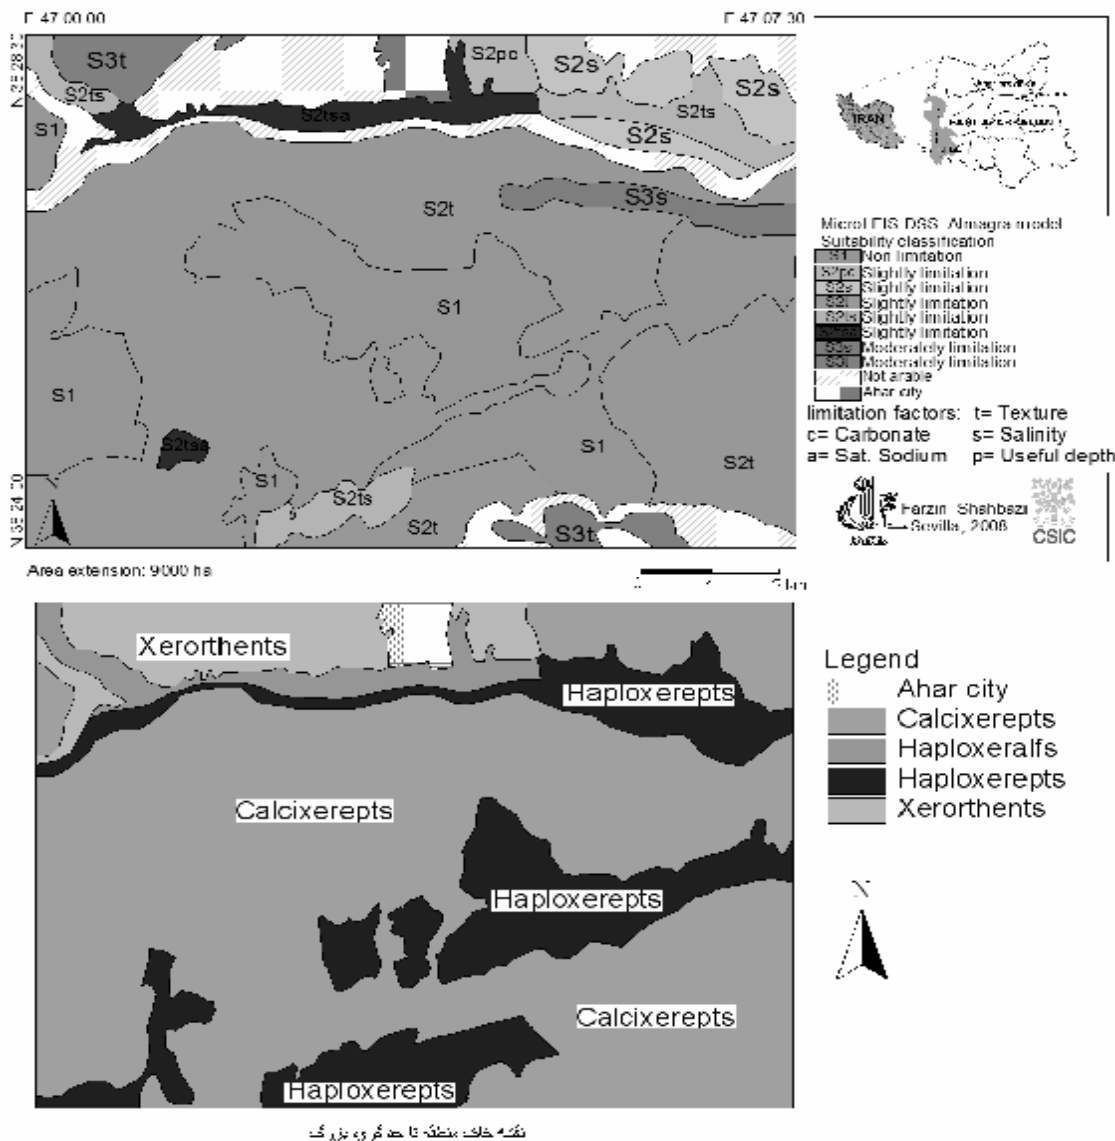 E 47 00 00
E 47 07 30
S3t
S2pc
S2s
S2s
S2ts
S2ts
S1
S2tsa
S2s
S3s
S2t
S1
S1
S1
S2t
S1
S2ts
S2t
S3t
Area extension: 9000 ha
IRAN
MicroLEIS DSS Almagra model
Suitability classification
S1 Non limitation
S2pc Slightly limitation
S2s Slightly limitation
S2t Slightly limitation
S2ts Slightly limitation
Slightly limitation
S3s Moderately limitation
S3t Moderately limitation
Not arable
Ahar city
limitation factors: t= Texture
c= Carbonate s= Salinity
a= Sat. Sodium p= Useful depth
Farzin Shahbazi
Sevilla, 2008
CSIC
Xerorthents
Haploxerepts
Calcixerepts
Haploxerepts
Calcixerepts
Haploxerepts
Legend
Ahar city
Calcixerepts
Haploxeralfs
Haploxerepts
Xerorthents
N